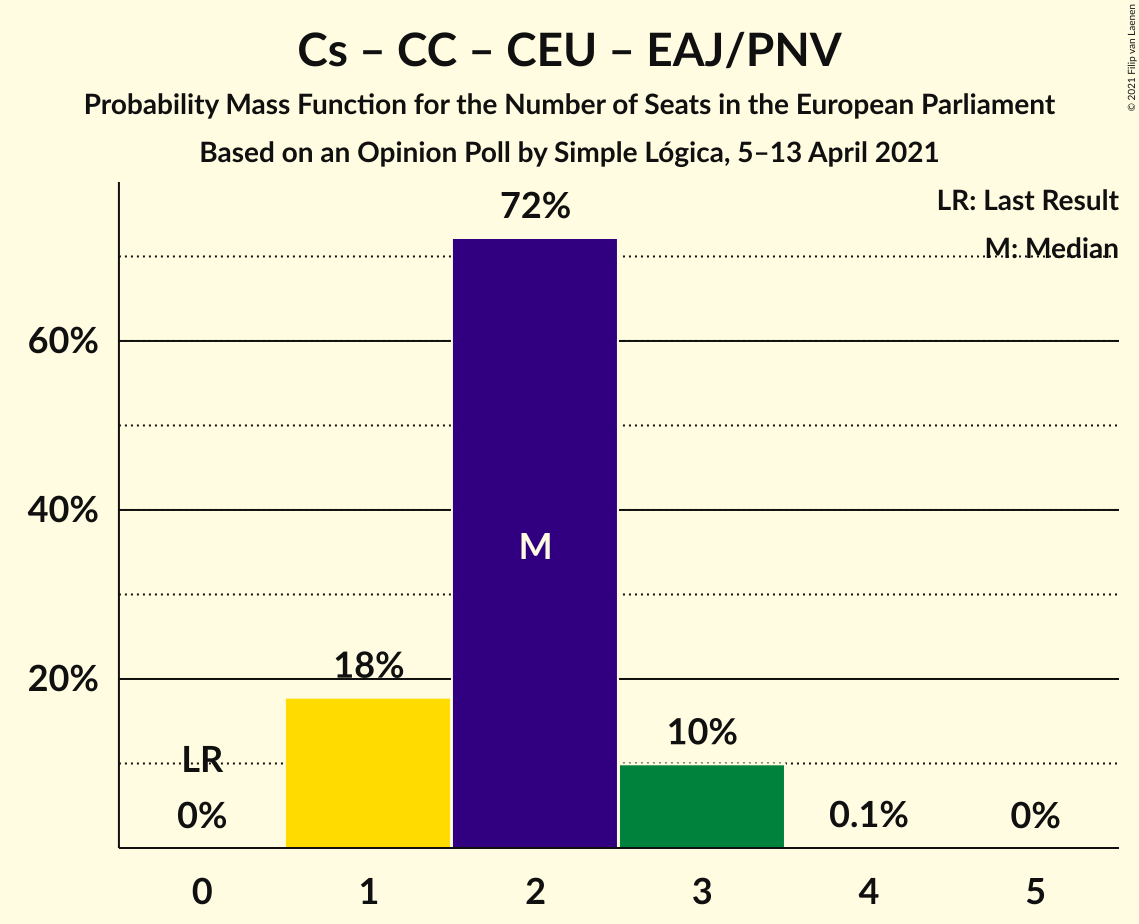 Cs – CC – CEU – EAJ/PNV
Probability Mass Function for the Number of Seats in the European Parliament
Based on an Opinion Poll by Simple Lógica, 5–13 April 2021
© 2021 Filip van Laenen
LR: Last Result
M: Median
72%
60%
40%
M
20%
18%
10%
LR
0%
0.1%
0%
0 1 2 3 4 5